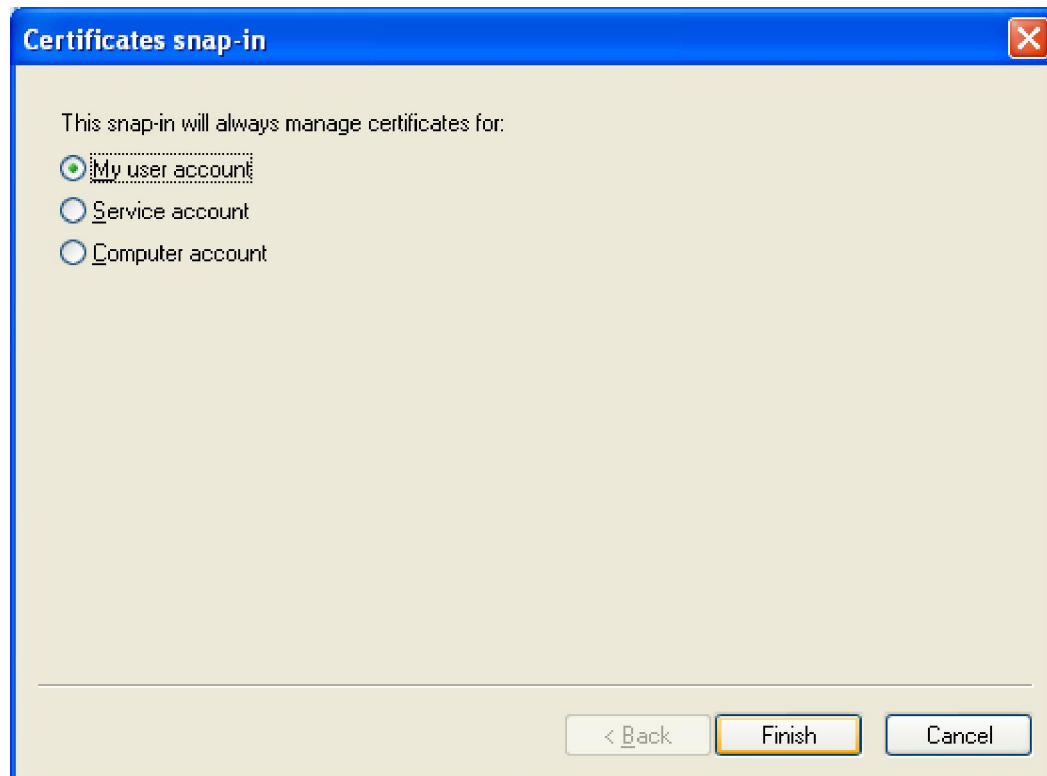 Certificates snap-in
This snap-in will always manage certificates for:
My user account
Service account
Computer account
< Back Finish Cancel